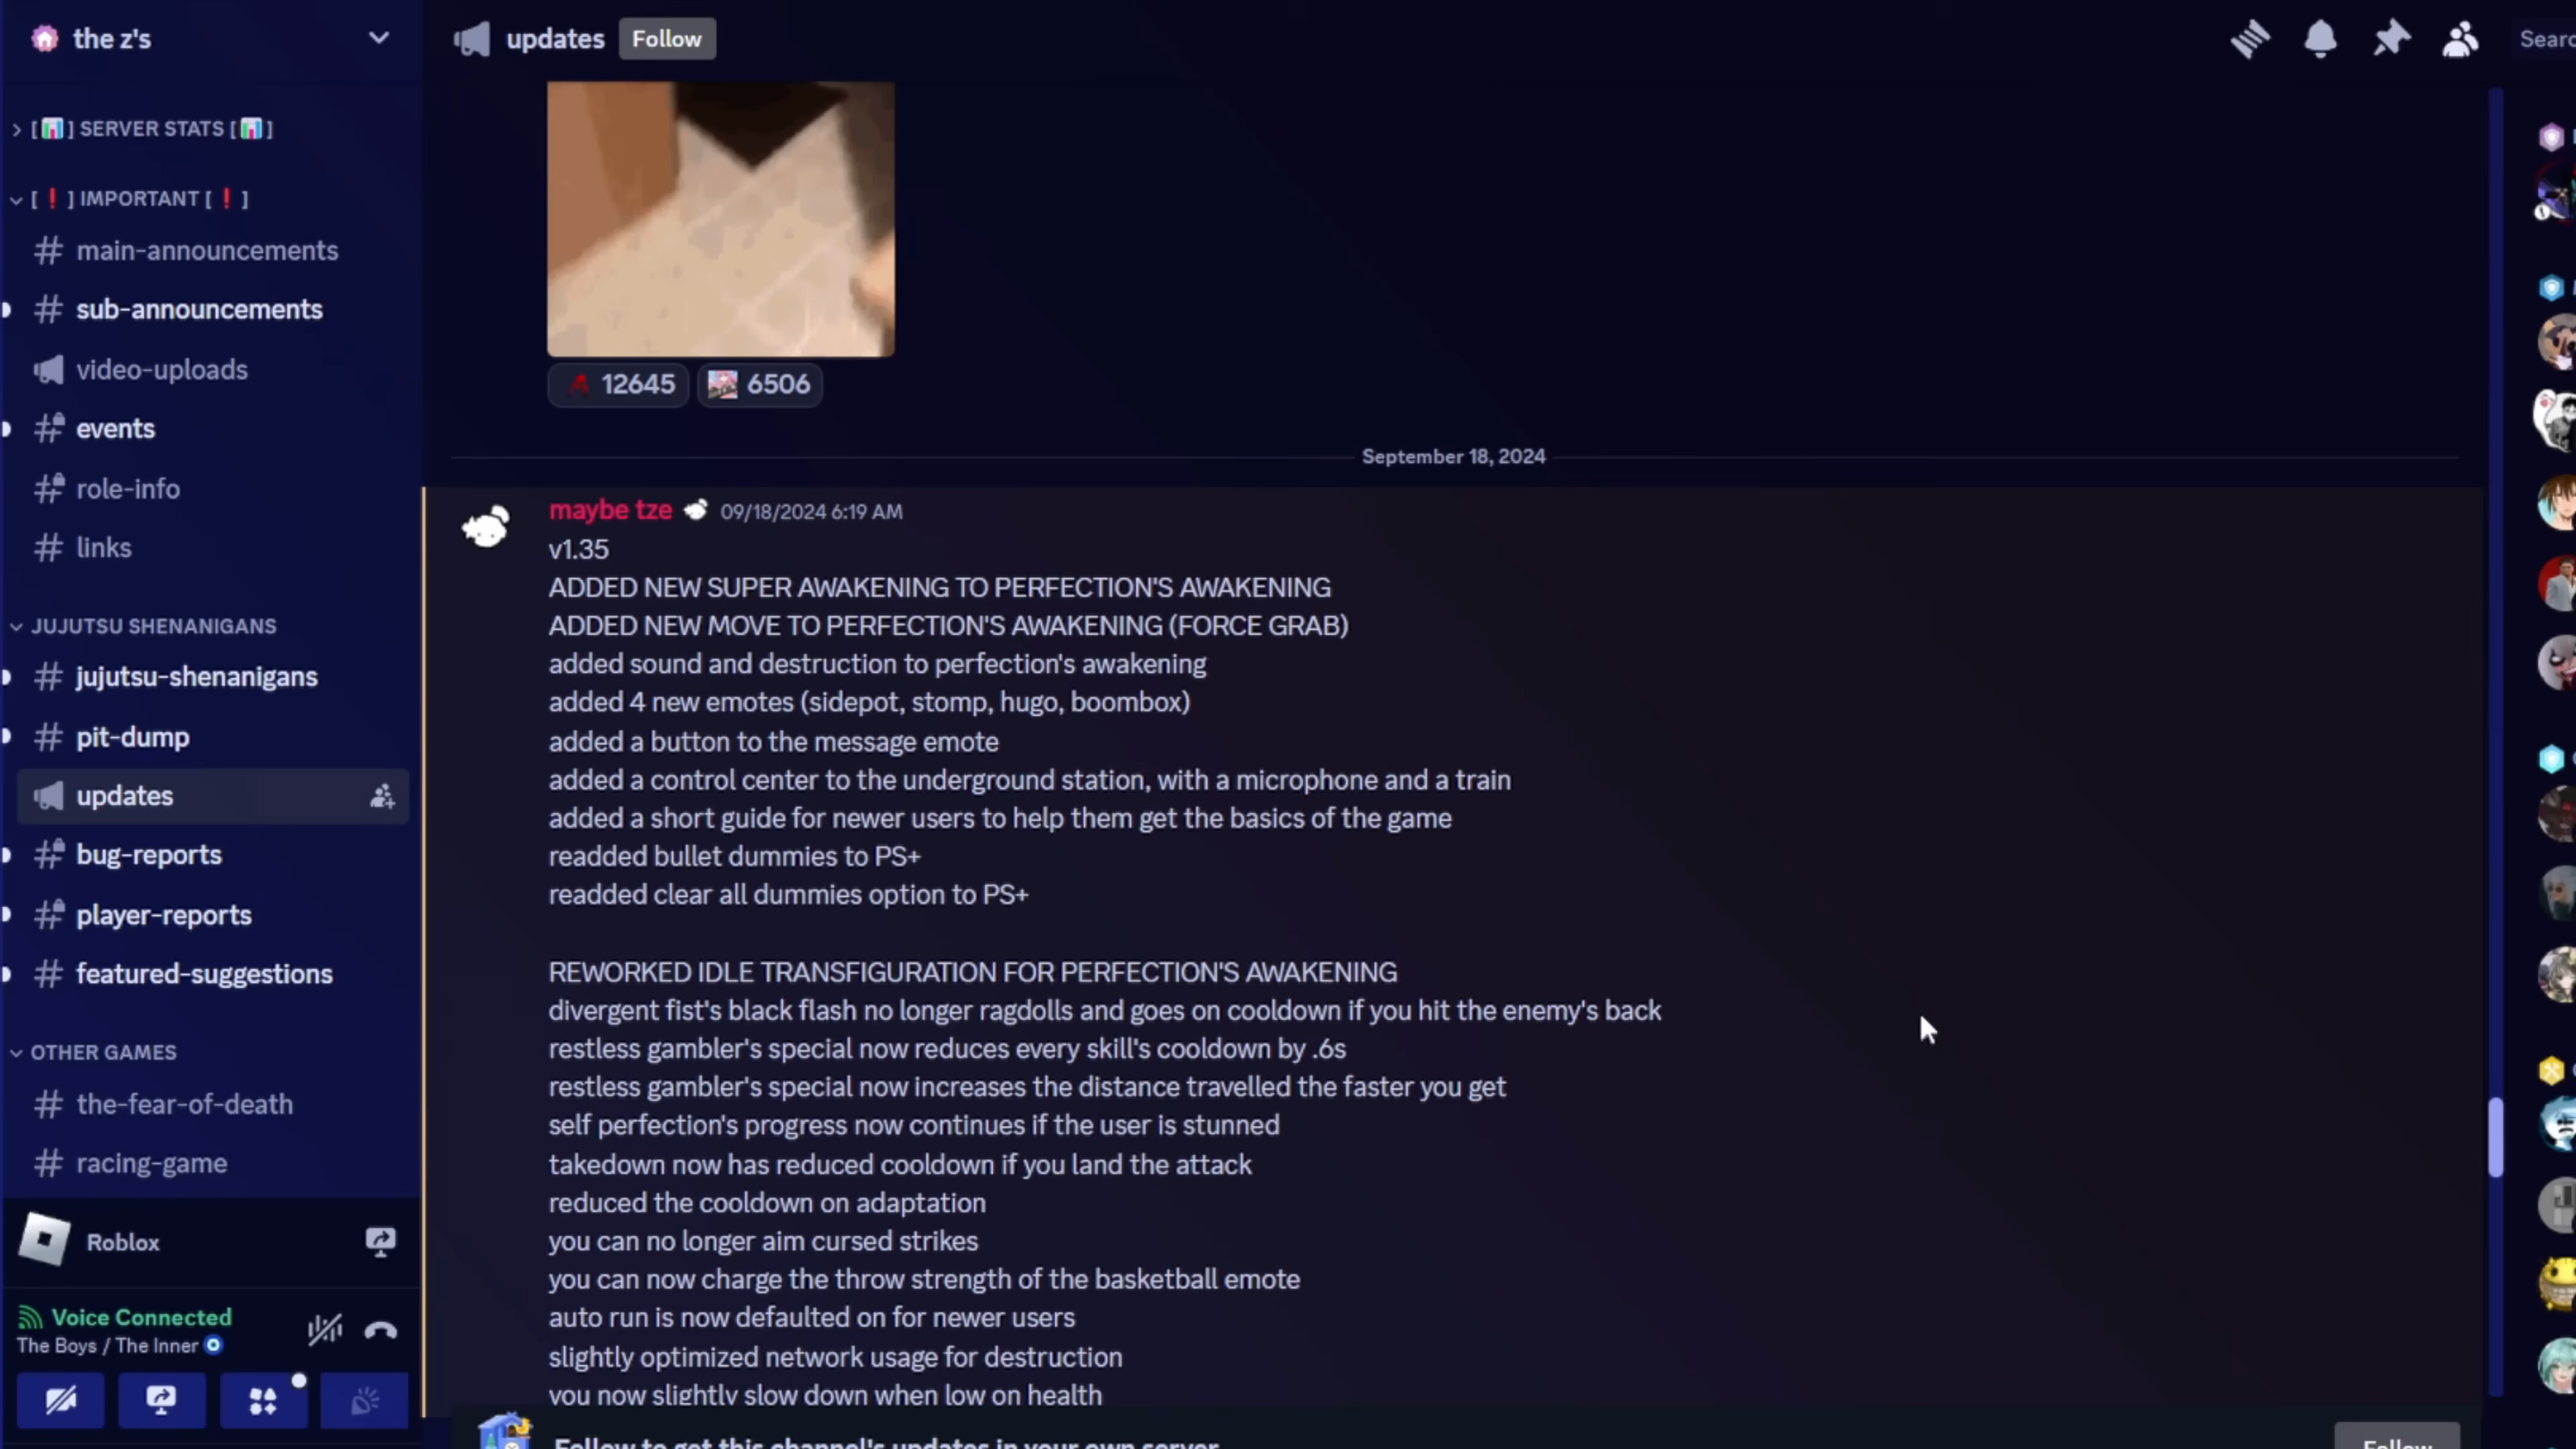 the z's
[📊] SERVER STATS [📊]
[❗] IMPORTANT [❗]
main-announcements
sub-announcements
video-uploads
events
role-info
links
JUJUTSU SHENANIGANS
jujutsu-shenanigans
pit-dump
updates
bug-reports
player-reports
featured-suggestions
OTHER GAMES
the-fear-of-death
racing-game
Roblox
Voice Connected
The Boys / The Inner
updates
Follow
12645 6506
September 18, 2024
maybe tze 09/18/2024 6:19 AM
v1.35
ADDED NEW SUPER AWAKENING TO PERFECTION'S AWAKENING
ADDED NEW MOVE TO PERFECTION'S AWAKENING (FORCE GRAB)
added sound and destruction to perfection's awakening
added 4 new emotes (sidepot, stomp, hugo, boombox)
added a button to the message emote
added a control center to the underground station, with a microphone and a train
added a short guide for newer users to help them get the basics of the game
readded bullet dummies to PS+
readded clear all dummies option to PS+
REWORKED IDLE TRANSFIGURATION FOR PERFECTION'S AWAKENING
divergent fist's black flash no longer ragdolls and goes on cooldown if you hit the enemy's back
restless gambler's special now reduces every skill's cooldown by .6s
restless gambler's special now increases the distance travelled the faster you get
self perfection's progress now continues if the user is stunned
takedown now has reduced cooldown if you land the attack
reduced the cooldown on adaptation
you can no longer aim cursed strikes
you can now charge the throw strength of the basketball emote
auto run is now defaulted on for newer users
slightly optimized network usage for destruction
you now slightly slow down when low on health
Follow to get this channel's updates in your own server
Follow